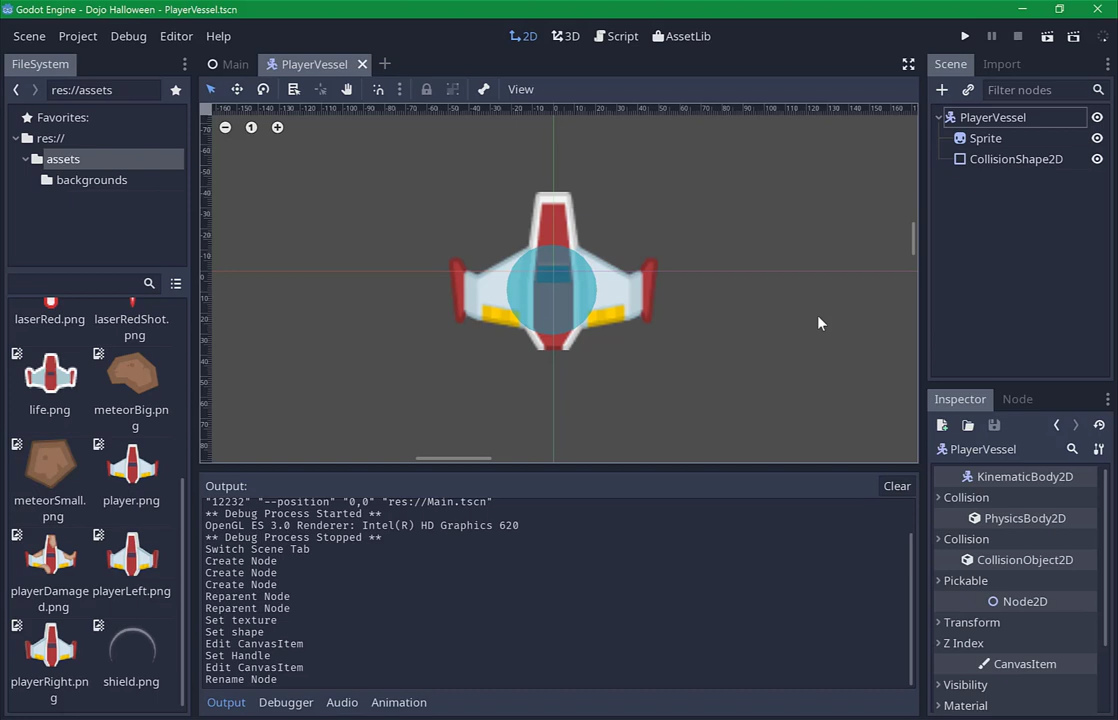 Godot Engine - Dojo Halloween - PlayerVessel.tscn
Scene Project Debug Editor Help
2D 3D Script AssetLib
FileSystem
Main PlayerVessel
Scene Import
res://assets
View
Filter nodes
Favorites:
res://
assets
backgrounds
PlayerVessel
Sprite
CollisionShape2D
laserRed.png
laserRedShot.
png
life.png
meteorBig.pn
g
meteorSmall.
png
player.png
playerDamage
d.png
playerLeft.png
playerRight.pn
g
shield.png
Output:
Clear
"12232" "--position" "0,0" "res://Main.tscn"
** Debug Process Started **
OpenGL ES 3.0 Renderer: Intel(R) HD Graphics 620
** Debug Process Stopped **
Switch Scene Tab
Create Node
Create Node
Create Node
Reparent Node
Reparent Node
Set texture
Set shape
Edit CanvasItem
Set Handle
Edit CanvasItem
Rename Node
Output Debugger Audio Animation
Inspector Node
PlayerVessel
KinematicBody2D
Collision
PhysicsBody2D
Collision
CollisionObject2D
Pickable
Node2D
Transform
Z Index
CanvasItem
Visibility
Material